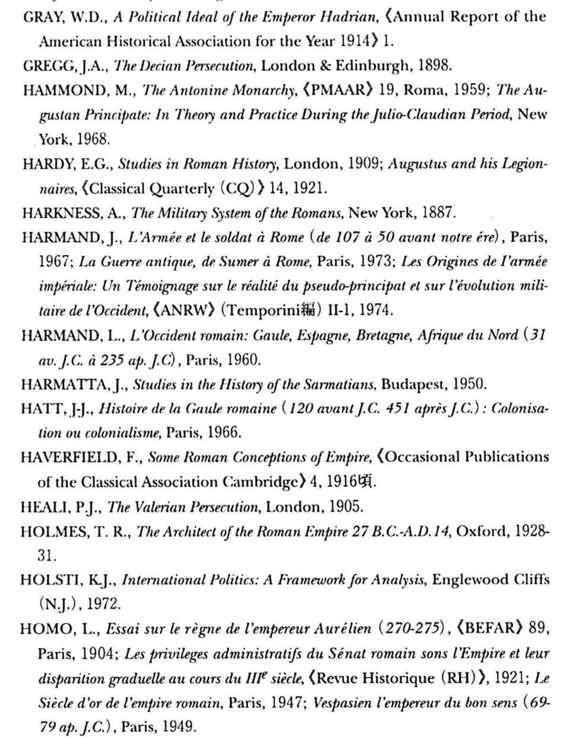 GRAY, W.D., A Political Ideal of the Emperor Hadrian, 《Annual Report of the
American Historical Association for the Year 1914》 1.
GREGG, J.A., The Decian Persecution, London & Edinburgh, 1898.
HAMMOND, M., The Antonine Monarchy, 《PMAAR》 19, Roma, 1959; The Au-
gustan Principate: In Theory and Practice During the Julio-Claudian Period, New
York, 1968.
HARDY, E.G., Studies in Roman History, London, 1909; Augustus and his Legion-
naires, 《Classical Quarterly (CQ)》 14, 1921.
HARKNESS, A., The Military System of the Romans, New York, 1887.
HARMAND, J., L'Armée et le soldat à Rome (de 107 à 50 avant notre ére), Paris,
1967; La Guerre antique, de Sumer à Rome, Paris, 1973; Les Origines de I'armée
impériale: Un Témoignage sur le réalité du pseudo-principat et sur l'évolution mili-
taire de l'Occident, 《ANRW》 (Temporini編) II-1, 1974.
HARMAND, L., L'Occident romain: Gaule, Espagne, Bretagne, Afrique du Nord (31
av. J.C. à 235 ap. J.C), Paris, 1960.
HARMATTA, J., Studies in the History of the Sarmatians, Budapest, 1950.
HATT, J-J., Histoire de la Gaule romaine (120 avant J.C. 451 après J.C.) : Colonisa-
tion ou colonialisme, Paris, 1966.
HAVERFIELD, F., Some Roman Conceptions of Empire, 《Occasional Publications
of the Classical Association Cambridge》 4, 1916頃.
HEALI, P.J., The Valerian Persecution, London, 1905.
HOLMES, T. R., The Architect of the Roman Empire 27 B.C.-A.D. 14, Oxford, 1928-
31.
HOLSTI, K.J., International Politics: A Framework for Analysis, Englewood Cliffs
(N.J.), 1972.
HOMO, L., Essai sur le règne de l'empereur Aurélien (270-275), 《BEFAR》 89,
Paris, 1904; Les privileges administratifs du Sénat romain sons l'Empire et leur
disparition graduelle au cours du IIIe siècle, 《Revue Historique (RH)》, 1921; Le
Siècle d'or de l'empire romain, Paris, 1947; Vespasien l'empereur du bon sens (69-
79 ap. J.C.), Paris, 1949.